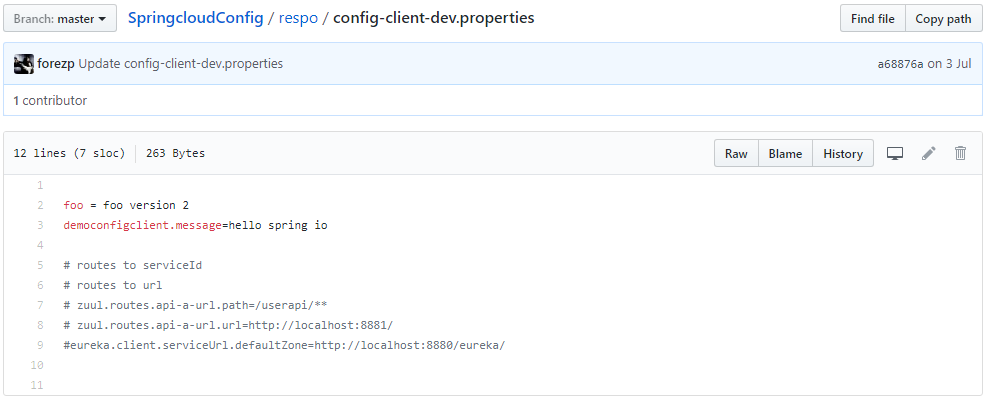 Branch: master SpringcloudConfig / respo / config-client-dev.properties Find file Copy path
forezp Update config-client-dev.properties a68876a on 3 Jul
1 contributor
12 lines (7 sloc) 263 Bytes Raw Blame History
1
2 foo = foo version 2
3 democonfigclient.message=hello spring io
4
5 # routes to serviceId
6 # routes to url
7 # zuul.routes.api-a-url.path=/userapi/**
8 # zuul.routes.api-a-url.url=http://localhost:8881/
9 #eureka.client.serviceUrl.defaultZone=http://localhost:8880/eureka/
10
11